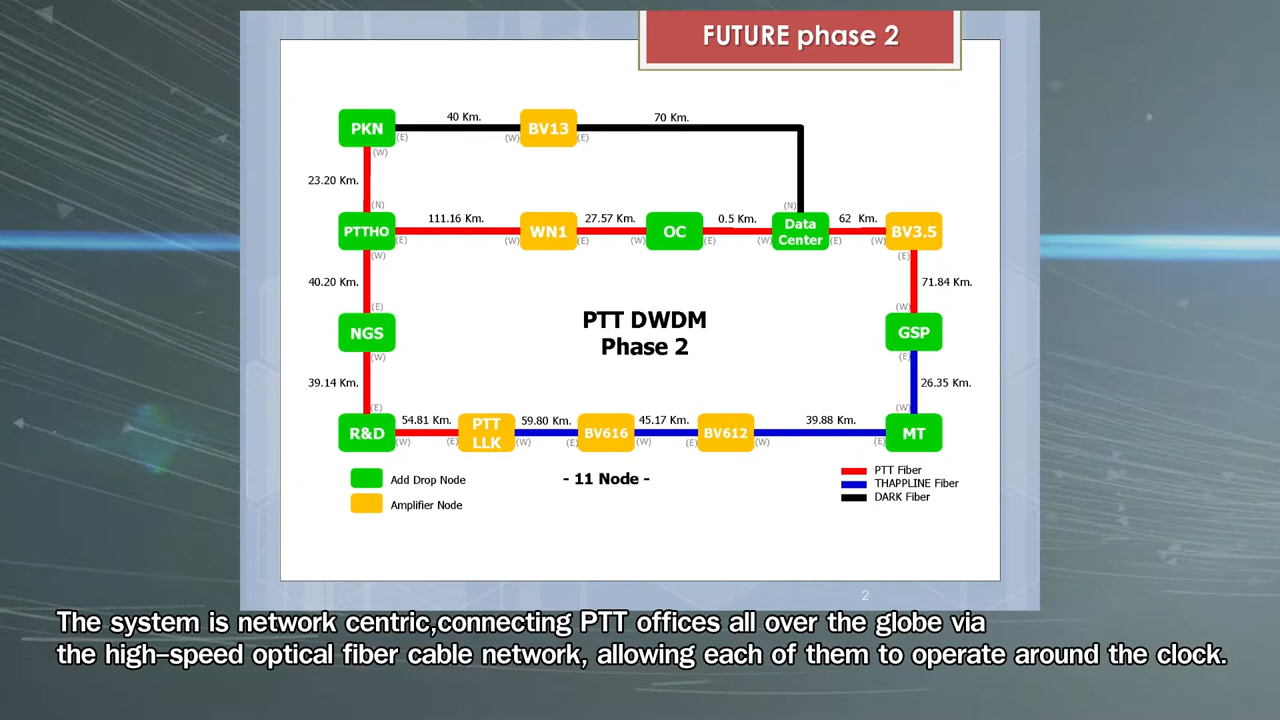 FUTURE phase 2
40 Km. 70 Km.
PKN BV13
(E) (W) (E)
(W)
23.20 Km.
(N) (N)
111.16 Km. 27.57 Km. 0.5 Km. 62 Km.
PTTHO WN1 OC Data Center BV3.5
(E) (W) (E) (W) (E) (W) (E) (W)
(W) (E)
40.20 Km. 71.84 Km.
(E) (W)
PTT DWDM
Phase 2
NGS GSP
(W) (E)
39.14 Km. 26.35 Km.
(E) (W)
54.81 Km. 59.80 Km. 45.17 Km. 39.88 Km.
R&D PTT LLK BV616 BV612 MT
(W) (E) (W) (E) (W) (E) (W) (E)
Add Drop Node
Amplifier Node
- 11 Node -
PTT Fiber
THAPPLINE Fiber
DARK Fiber
2
The system is network centric,connecting PTT offices all over the globe via
the high-speed optical fiber cable network, allowing each of them to operate around the clock.